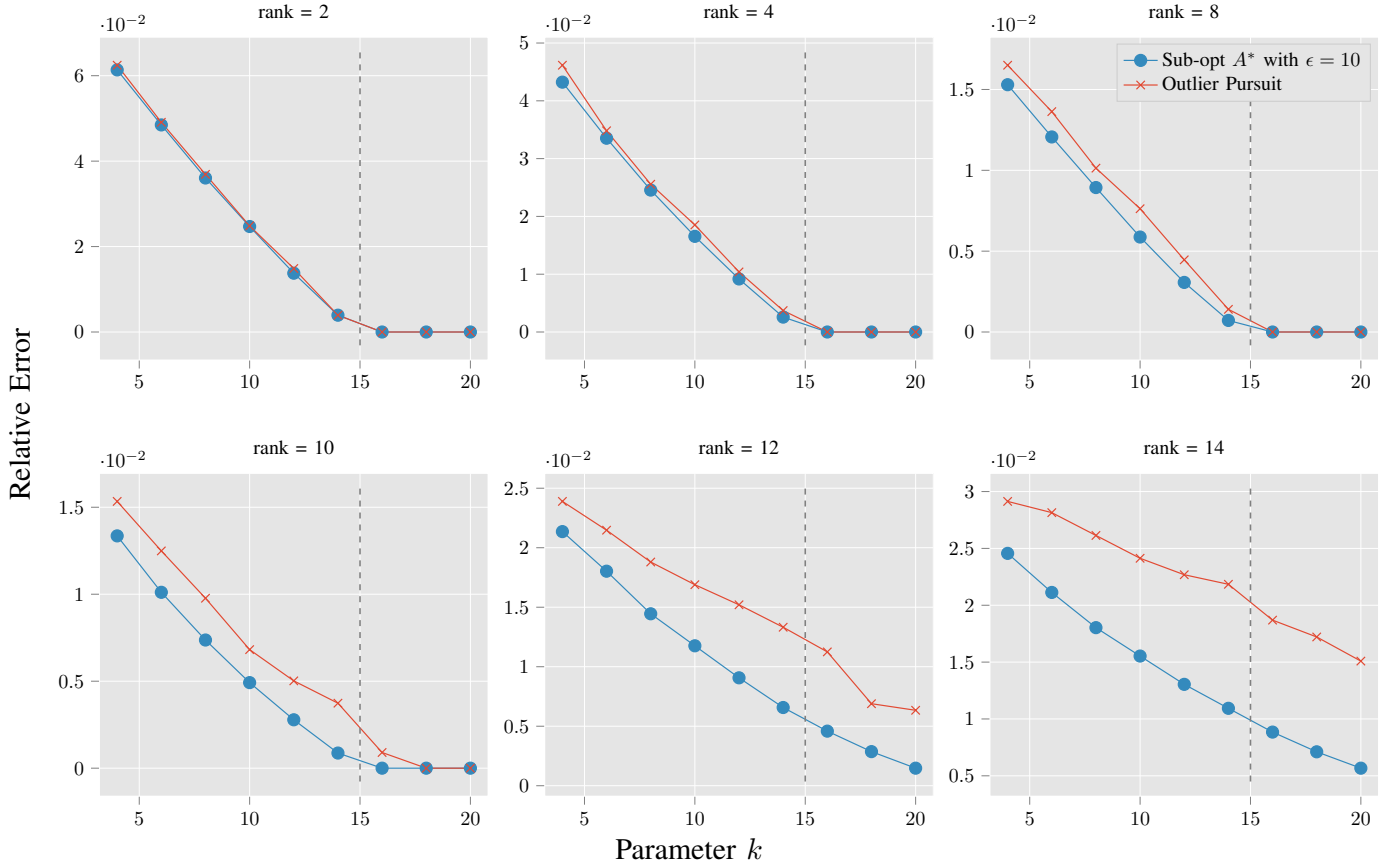 rank = 2
·10⁻²
6
4
2
0
5 10 15 20
rank = 4
·10⁻²
5
4
3
2
1
0
5 10 15 20
rank = 8
·10⁻²
1.5
1
0.5
0
5 10 15 20
Sub-opt A* with ϵ = 10
Outlier Pursuit
Relative Error
rank = 10
·10⁻²
1.5
1
0.5
0
5 10 15 20
rank = 12
·10⁻²
2.5
2
1.5
1
0.5
0
5 10 15 20
rank = 14
·10⁻²
3
2.5
2
1.5
1
0.5
5 10 15 20
Parameter k